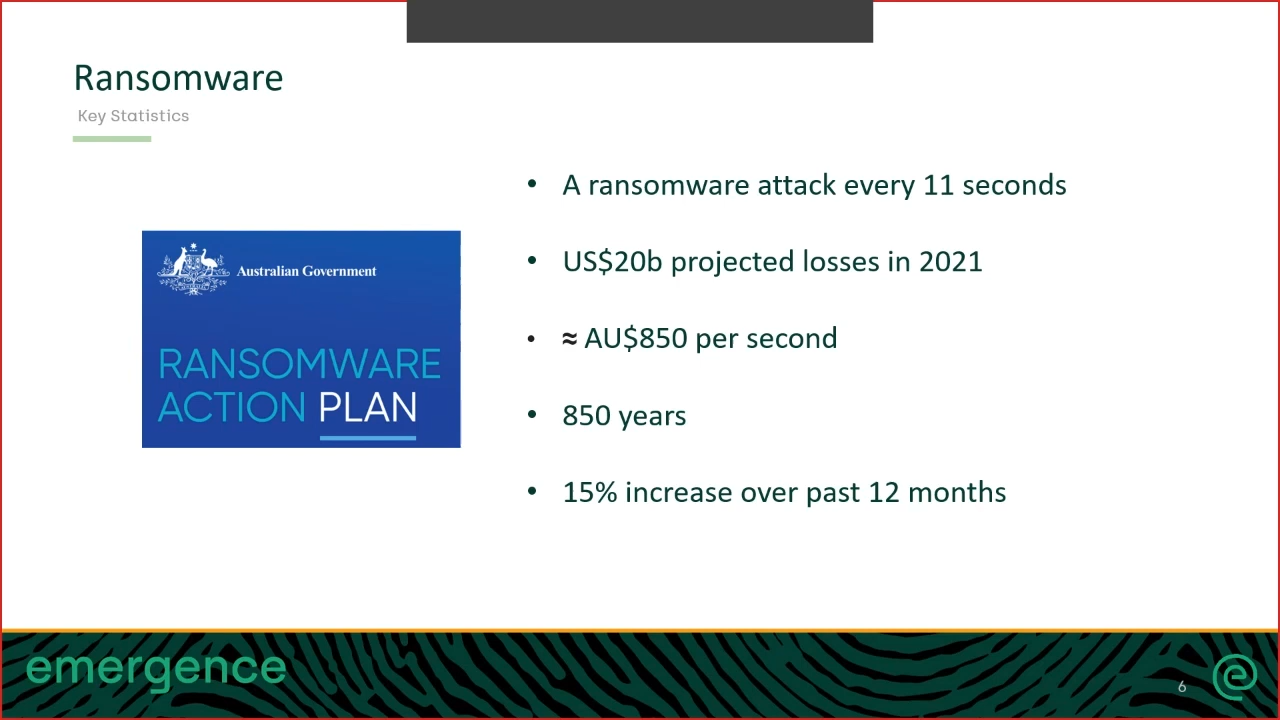 Ransomware
Key Statistics
Australian Government
RANSOMWARE
ACTION PLAN
• A ransomware attack every 11 seconds
• US$20b projected losses in 2021
• ≈ AU$850 per second
• 850 years
• 15% increase over past 12 months
emergence
6
e